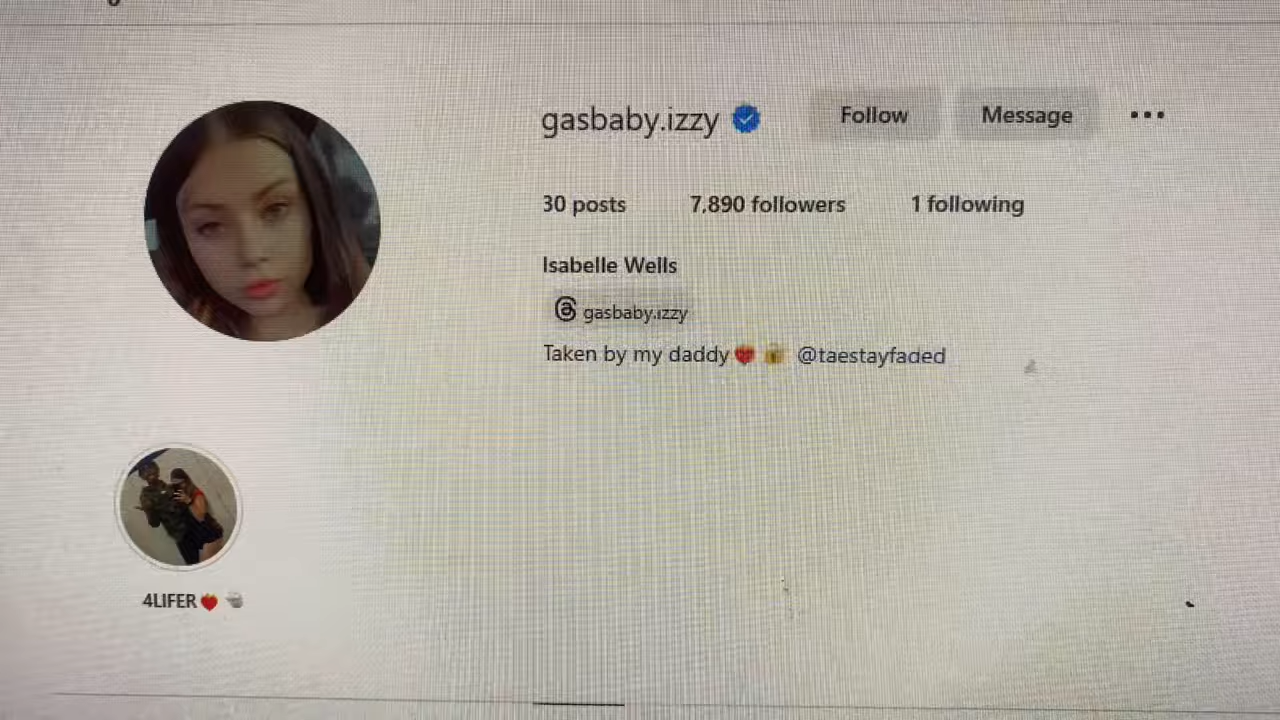 gasbaby.izzy
Follow
Message
30 posts
7,890 followers
1 following
Isabelle Wells
gasbaby.izzy
Taken by my daddy❤️🔒 @taestayfaded
4LIFER❤️